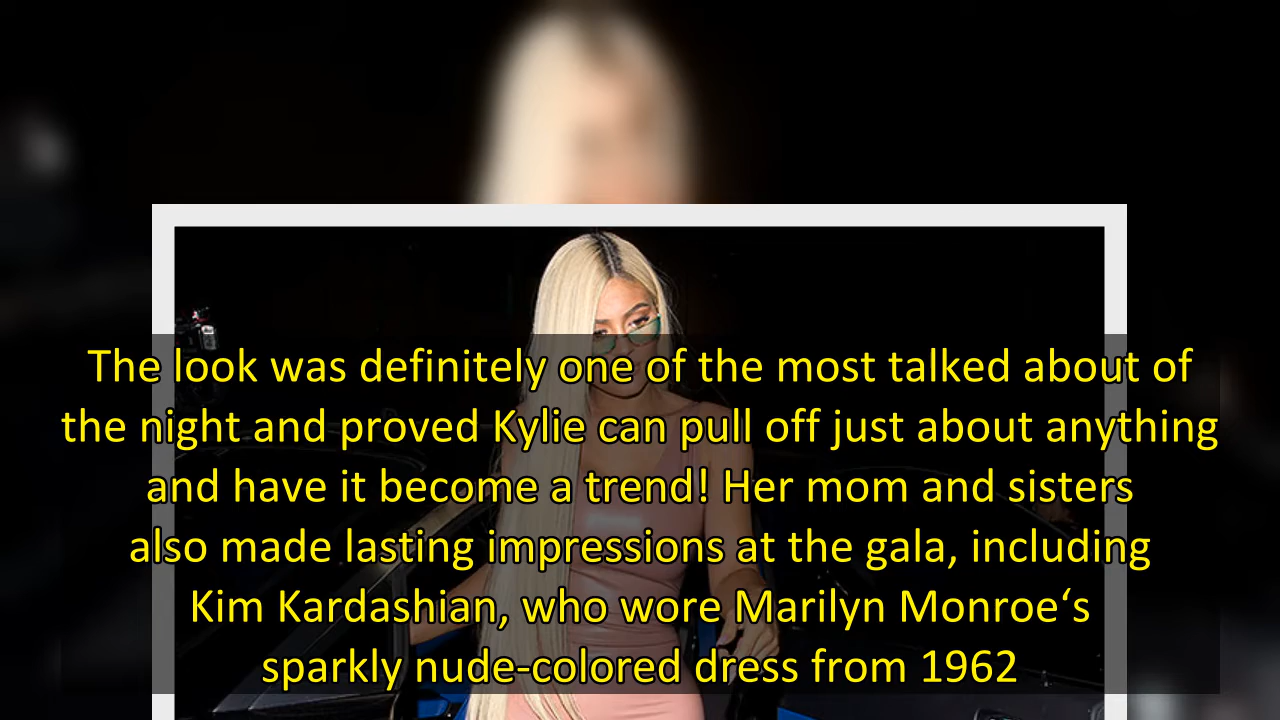 The look was definitely one of the most talked about of
the night and proved Kylie can pull off just about anything
and have it become a trend! Her mom and sisters
also made lasting impressions at the gala, including
Kim Kardashian, who wore Marilyn Monroe‘s
sparkly nude-colored dress from 1962